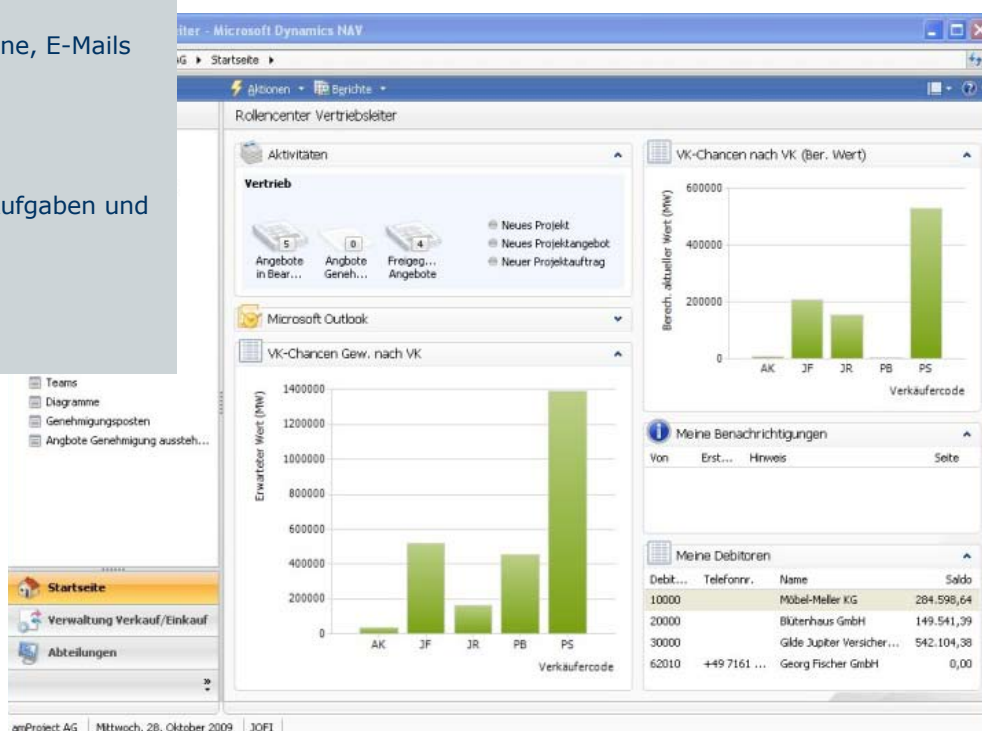 ne, E-Mails
ufgaben und
iter - Microsoft Dynamics NAV
AG ▸ Startseite ▸
Aktionen Berichte
Rollencenter Vertriebsleiter
Aktivitäten
Vertrieb
5
Angebote
in Bear...
0
Angbote
Geneh...
4
Freigeg...
Angebote
Neues Projekt
Neues Projektangebot
Neuer Projektauftrag
Microsoft Outlook
VK-Chancen Gew. nach VK
Erwarteter Wert (MW)
1400000
1200000
1000000
800000
600000
400000
200000
0
AK JF JR PB PS
Verkäufercode
VK-Chancen nach VK (Ber. Wert)
Berech. aktueller Wert (MW)
600000
400000
200000
0
AK JF JR PB PS
Verkäufercode
Meine Benachrichtigungen
Von Erst... Hinweis Seite
Meine Debitoren
Debit... Telefonnr. Name Saldo
10000 Möbel-Meller KG 284.598,64
20000 Blütenhaus GmbH 149.541,39
30000 Gilde Jupiter Versicher... 542.104,38
62010 +49 7161 ... Georg Fischer GmbH 0,00
Teams
Diagramme
Genehmigungsposten
Angbote Genehmigung aussteh...
Startseite
Verwaltung Verkauf/Einkauf
Abteilungen
amProject AG Mittwoch, 28. Oktober 2009 JOFI